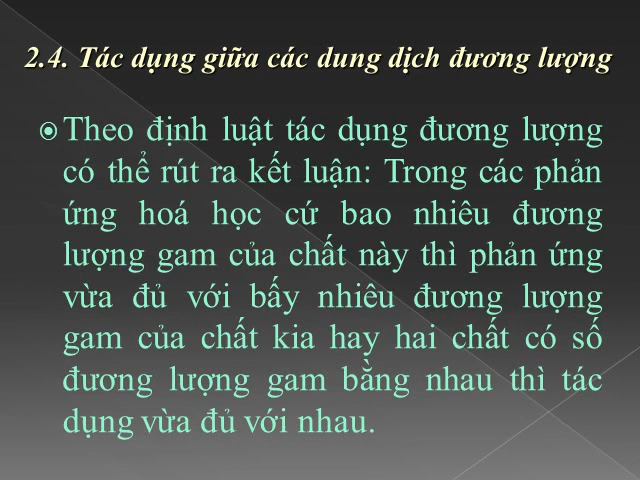 2.4. Tác dụng giữa các dung dịch đương lượng
Theo định luật tác dụng đương lượng
có thể rút ra kết luận: Trong các phản
ứng hoá học cứ bao nhiêu đương
lượng gam của chất này thì phản ứng
vừa đủ với bấy nhiêu đương lượng
gam của chất kia hay hai chất có số
đương lượng gam bằng nhau thì tác
dụng vừa đủ với nhau.